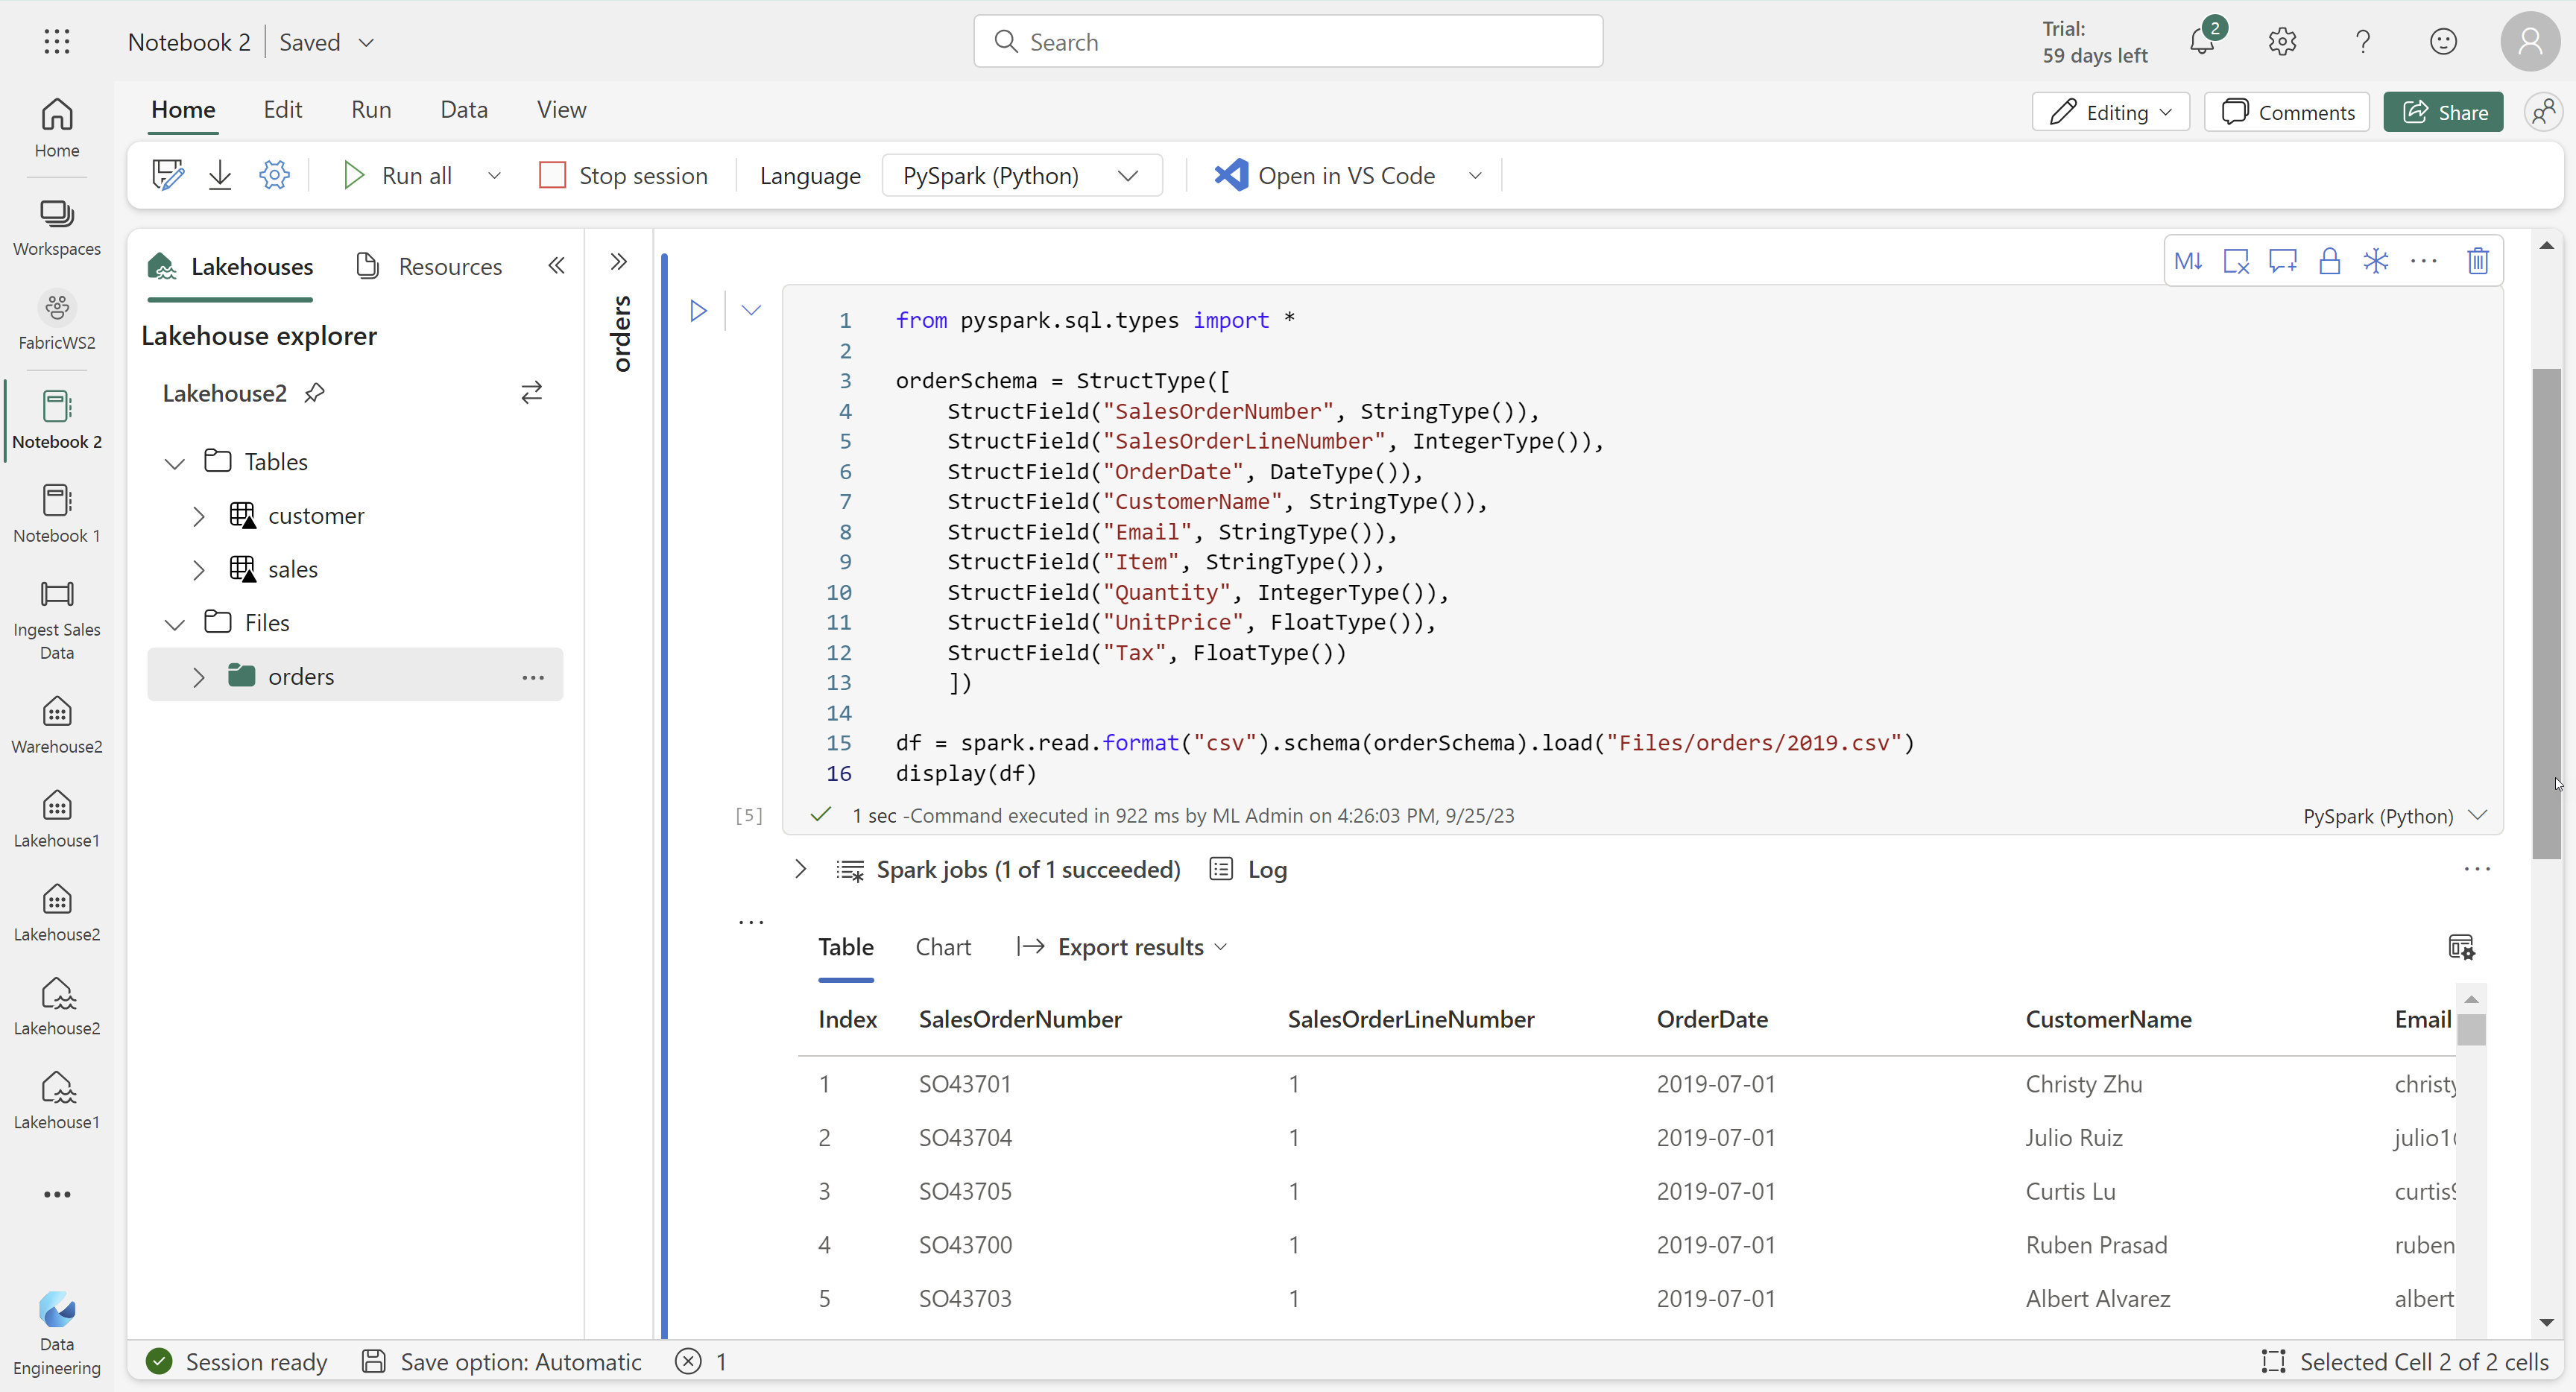 Notebook 2 | Saved
Search
Trial:
59 days left
2
Home
Edit
Run
Data
View
Editing
Comments
Share
Run all
Stop session
Language
PySpark (Python)
Open in VS Code
Home
Workspaces
FabricWS2
Notebook 2
Notebook 1
Ingest Sales
Data
Warehouse2
Lakehouse1
Lakehouse2
Lakehouse2
Lakehouse1
...
Data
Engineering
Lakehouses
Resources
Lakehouse explorer
Lakehouse2
Tables
customer
sales
Files
orders
...
orders
M↓
...
1 from pyspark.sql.types import *
2
3 orderSchema = StructType([
4     StructField("SalesOrderNumber", StringType()),
5     StructField("SalesOrderLineNumber", IntegerType()),
6     StructField("OrderDate", DateType()),
7     StructField("CustomerName", StringType()),
8     StructField("Email", StringType()),
9     StructField("Item", StringType()),
10     StructField("Quantity", IntegerType()),
11     StructField("UnitPrice", FloatType()),
12     StructField("Tax", FloatType())
13     ])
14
15 df = spark.read.format("csv").schema(orderSchema).load("Files/orders/2019.csv")
16 display(df)
[5]
1 sec -Command executed in 922 ms by ML Admin on 4:26:03 PM, 9/25/23
PySpark (Python)
Spark jobs (1 of 1 succeeded)
Log
...
...
Table
Chart
Export results
Index SalesOrderNumber SalesOrderLineNumber OrderDate CustomerName Email
1 SO43701 1 2019-07-01 Christy Zhu christy
2 SO43704 1 2019-07-01 Julio Ruiz julio1
3 SO43705 1 2019-07-01 Curtis Lu curtis
4 SO43700 1 2019-07-01 Ruben Prasad ruben
5 SO43703 1 2019-07-01 Albert Alvarez albert
Session ready
Save option: Automatic
1
Selected Cell 2 of 2 cells